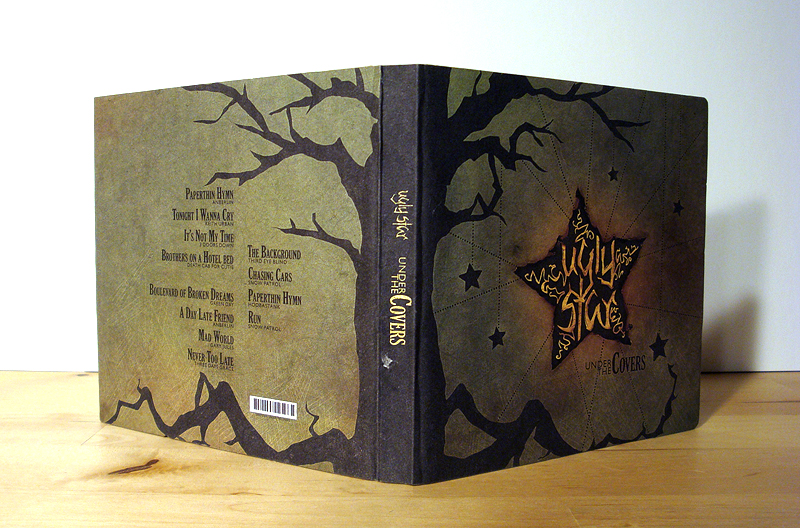 PAPERTHIN HYMN
ANBERLIN
TONIGHT I WANNA CRY
KEITH URBAN
IT'S NOT MY TIME
3 DOORS DOWN
BROTHERS ON A HOTEL BED
DEATH CAB FOR CUTIE
BOULEVARD OF BROKEN DREAMS
GREEN DAY
A DAY LATE FRIEND
ANBERLIN
MAD WORLD
GARY JULES
NEVER TOO LATE
THREE DAYS GRACE
THE BACKGROUND
THIRD EYE BLIND
CHASING CARS
SNOW PATROL
PAPERTHIN HYMN
HOOBASTANK
RUN
SNOW PATROL
ugly star
UNDER
THE COVERS
ugly
star
UNDER
THE COVERS